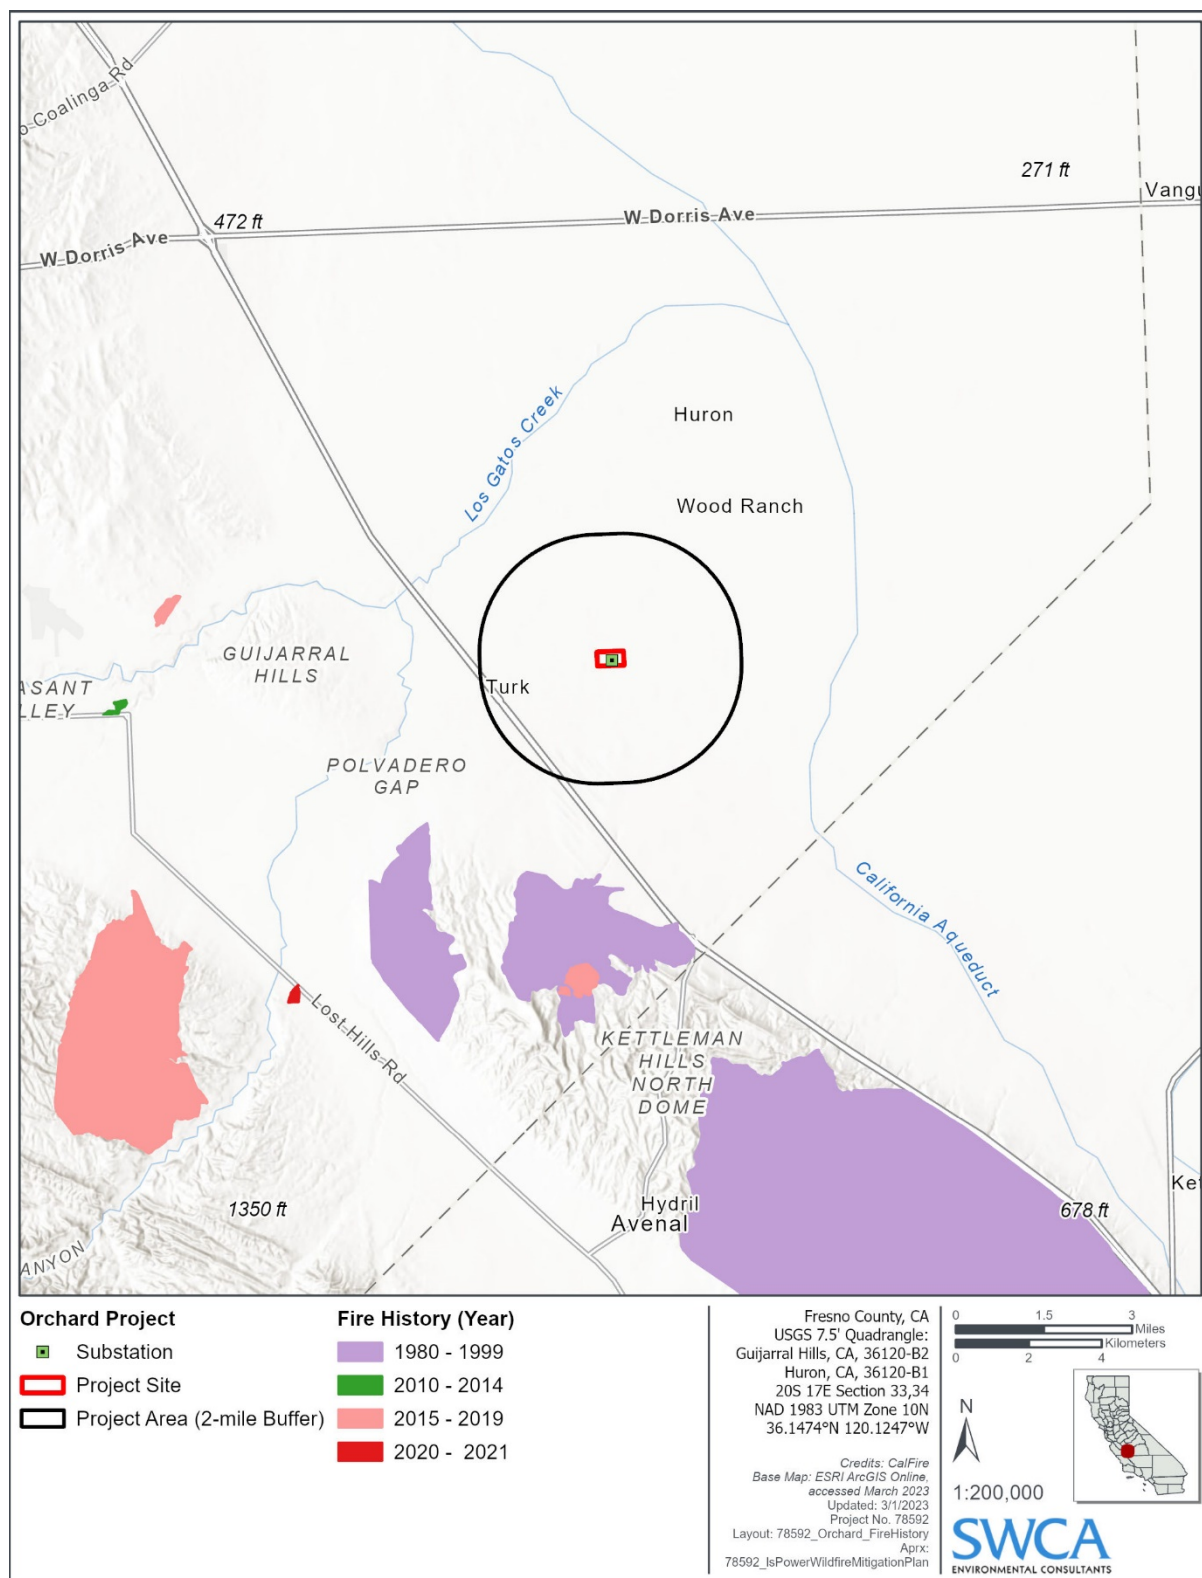 o Coalinga Rd
271 ft
Vangu
472 ft
W Dorris Ave
W Dorris Ave
Huron
Los Gatos Creek
Wood Ranch
GUIJARRAL
HILLS
ASANT
LLEY
Turk
POLVADERO
GAP
California Aqueduct
Lost Hills Rd
KETTLEMAN
HILLS
NORTH
DOME
Hydril
Avenal
1350 ft
678 ft
Ket
ANYON
Orchard Project
Substation
Project Site
Project Area (2-mile Buffer)
Fire History (Year)
1980 - 1999
2010 - 2014
2015 - 2019
2020 - 2021
Fresno County, CA
USGS 7.5' Quadrangle:
Guijarral Hills, CA, 36120-B2
Huron, CA, 36120-B1
20S 17E Section 33,34
NAD 1983 UTM Zone 10N
36.1474°N 120.1247°W
Credits: CalFire
Base Map: ESRI ArcGIS Online,
accessed March 2023
Updated: 3/1/2023
Project No. 78592
Layout: 78592_Orchard_FireHistory
Aprx:
78592_IsPowerWildfireMitigationPlan
0 1.5 3
Miles
Kilometers
0 2 4
N
1:200,000
SWCA
ENVIRONMENTAL CONSULTANTS